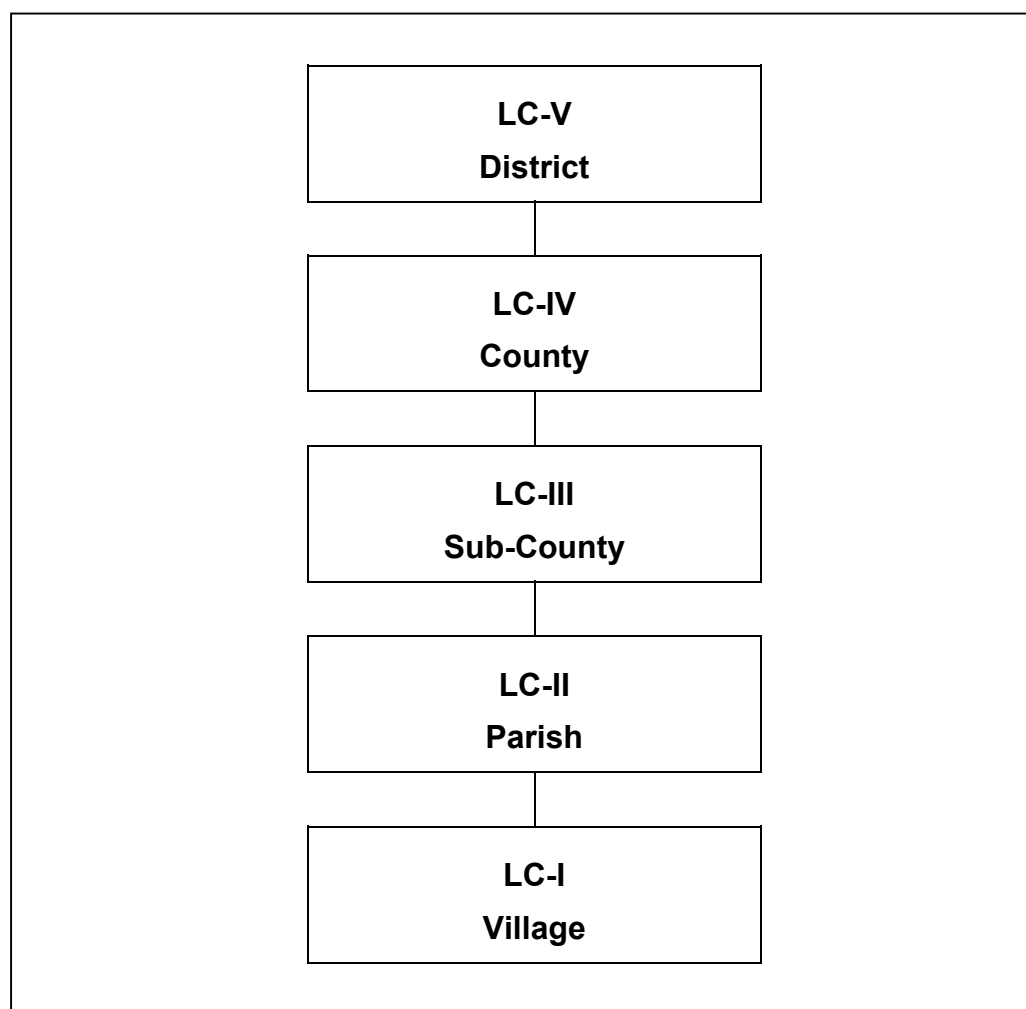 LC-V
District
LC-IV
County
LC-III
Sub-County
LC-II
Parish
LC-I
Village